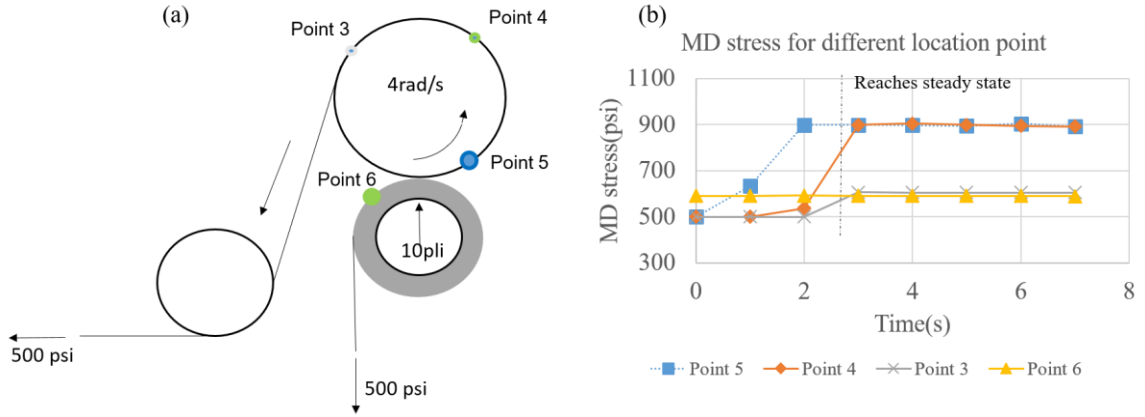 (a)
Point 3
Point 4
4rad/s
Point 5
Point 6
10pli
500 psi
500 psi
(b)
MD stress for different location point
Reaches steady state
MD stress(psi)
1100
900
700
500
300
0 2 4 6 8
Time(s)
Point 5 Point 4 Point 3 Point 6